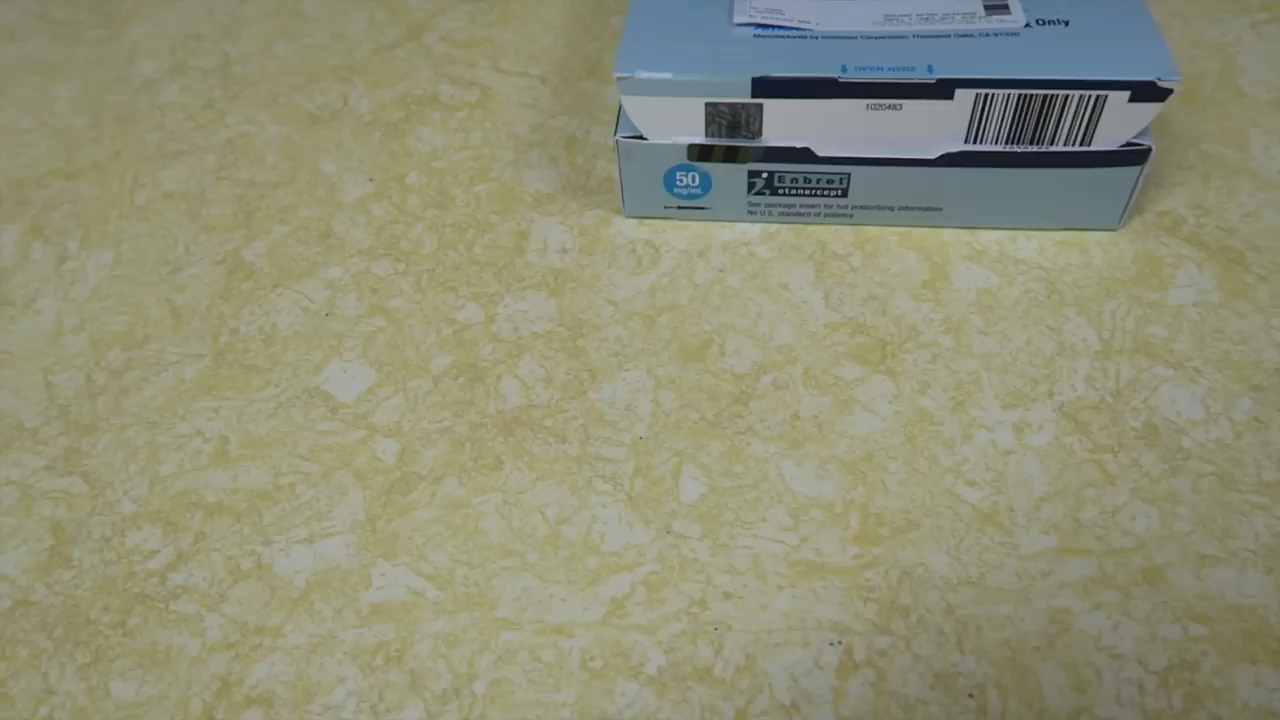 Only
Manufactured by Immunex Corporation, Thousand Oaks, CA 91320
OPEN HERE
1020483
50
mg/mL
Enbrel
etanercept
See package insert for full prescribing information
No U.S. standard of potency